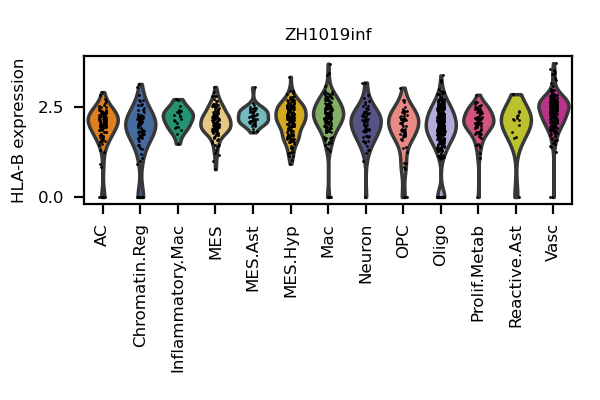 ZH1019inf
HLA-B expression
2.5
0.0
AC
Chromatin.Reg
Inflammatory.Mac
MES
MES.Ast
MES.Hyp
Mac
Neuron
OPC
Oligo
Prolif.Metab
Reactive.Ast
Vasc